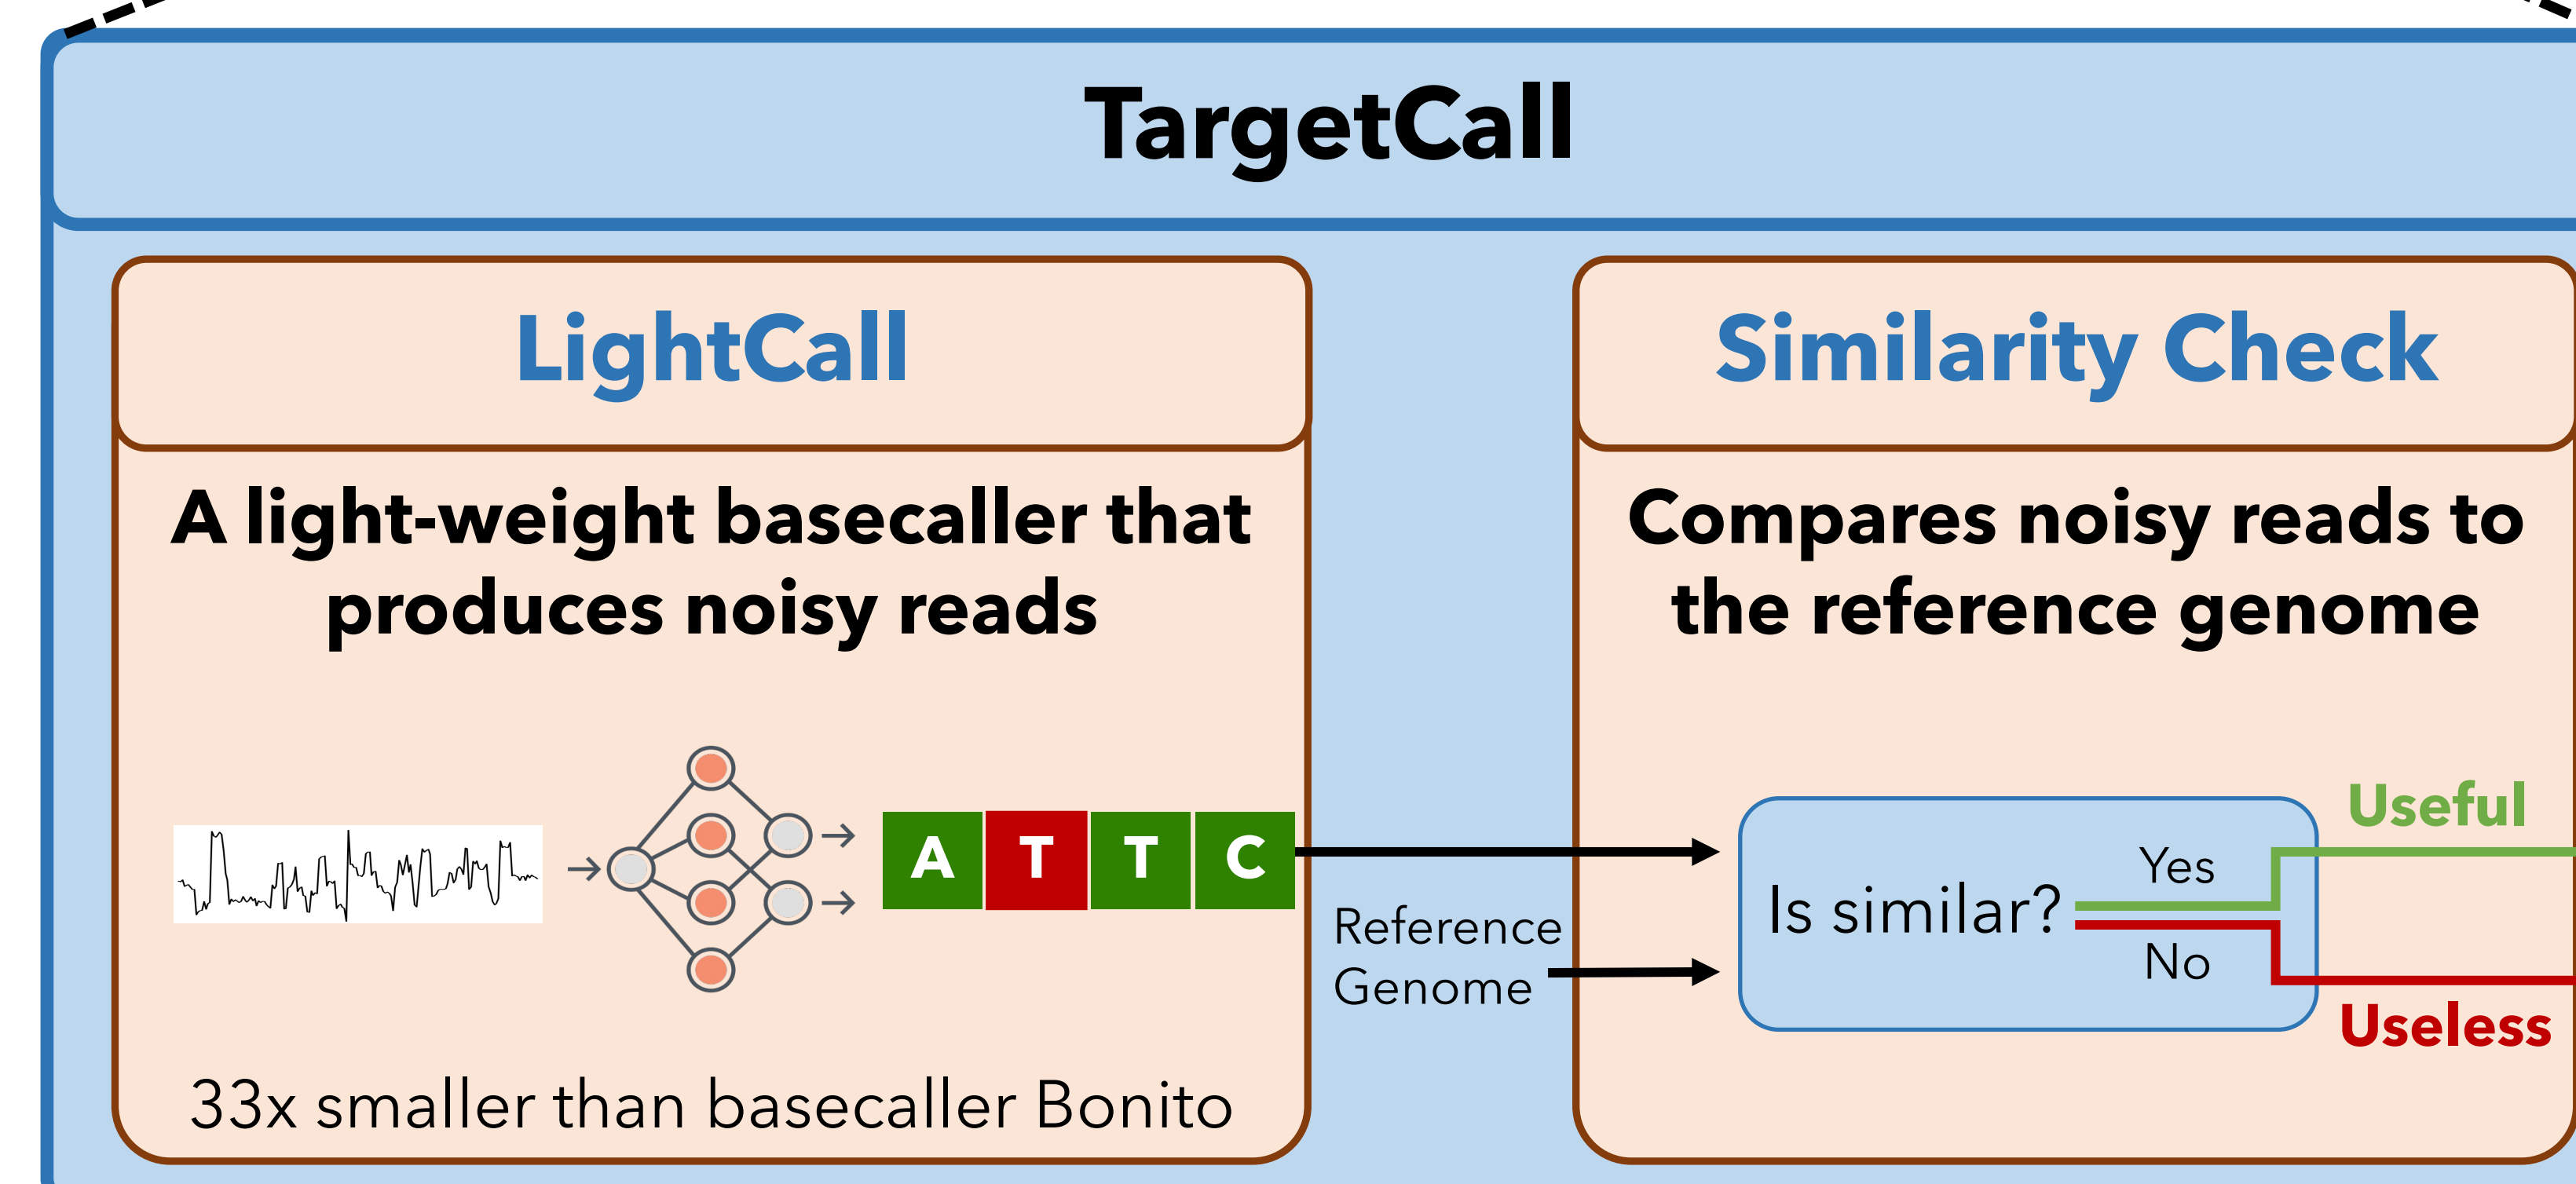 TargetCall
LightCall
A light-weight basecaller that
produces noisy reads
A T T C
33x smaller than basecaller Bonito
Reference
Genome
Similarity Check
Compares noisy reads to
the reference genome
Is similar?
Yes
No
Useful
Useless